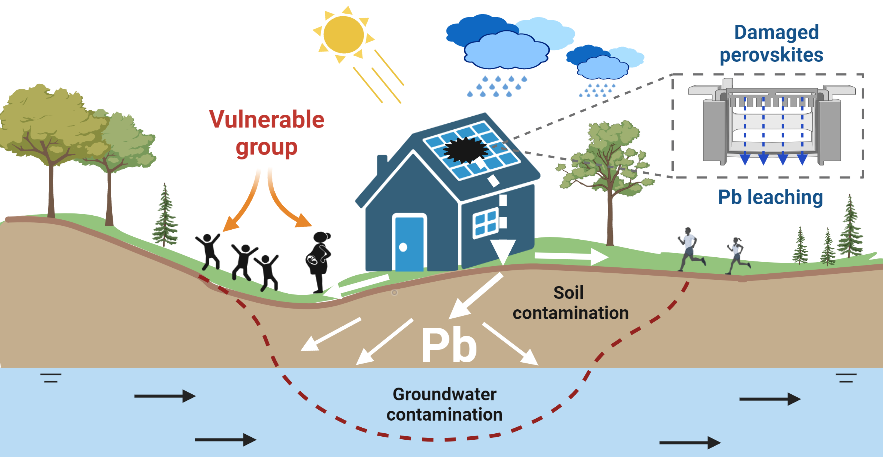 Damaged
perovskites
Vulnerable
group
Pb leaching
Soil
contamination
Pb
Groundwater
contamination